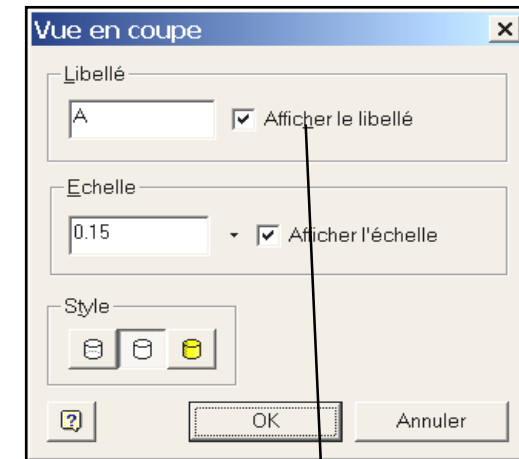 Vue en coupe
Libellé
A
Afficher le libellé
Echelle
0.15
Afficher l'échelle
Style
OK
Annuler